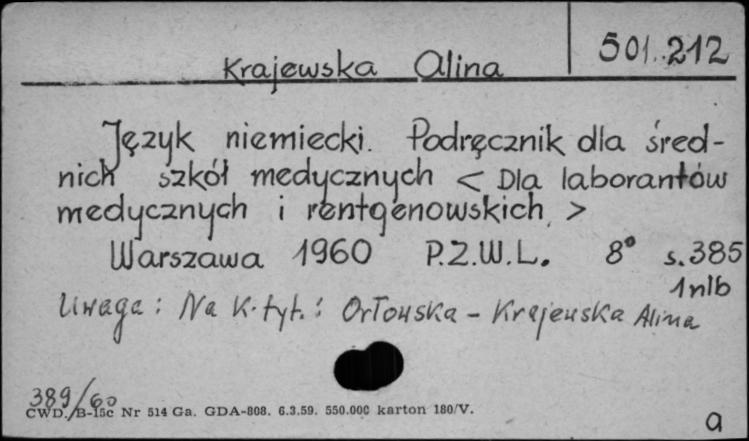 Krajewska Alina
501.212
Język niemiecki. Podręcznik dla śred-
nich szkół medycznych < Dla laborantów
medycznych i rentgenowskich. >
Warszawa 1960 P.Z.W.L. 8° s.385
1nlb
Uwaga: Na K. tyt.: Orłowska - Krajewska Alina
389/60
CWD. B-15c Nr 514 Ga. GDA-808. 6.3.59. 550.000 karton 180/V.
a